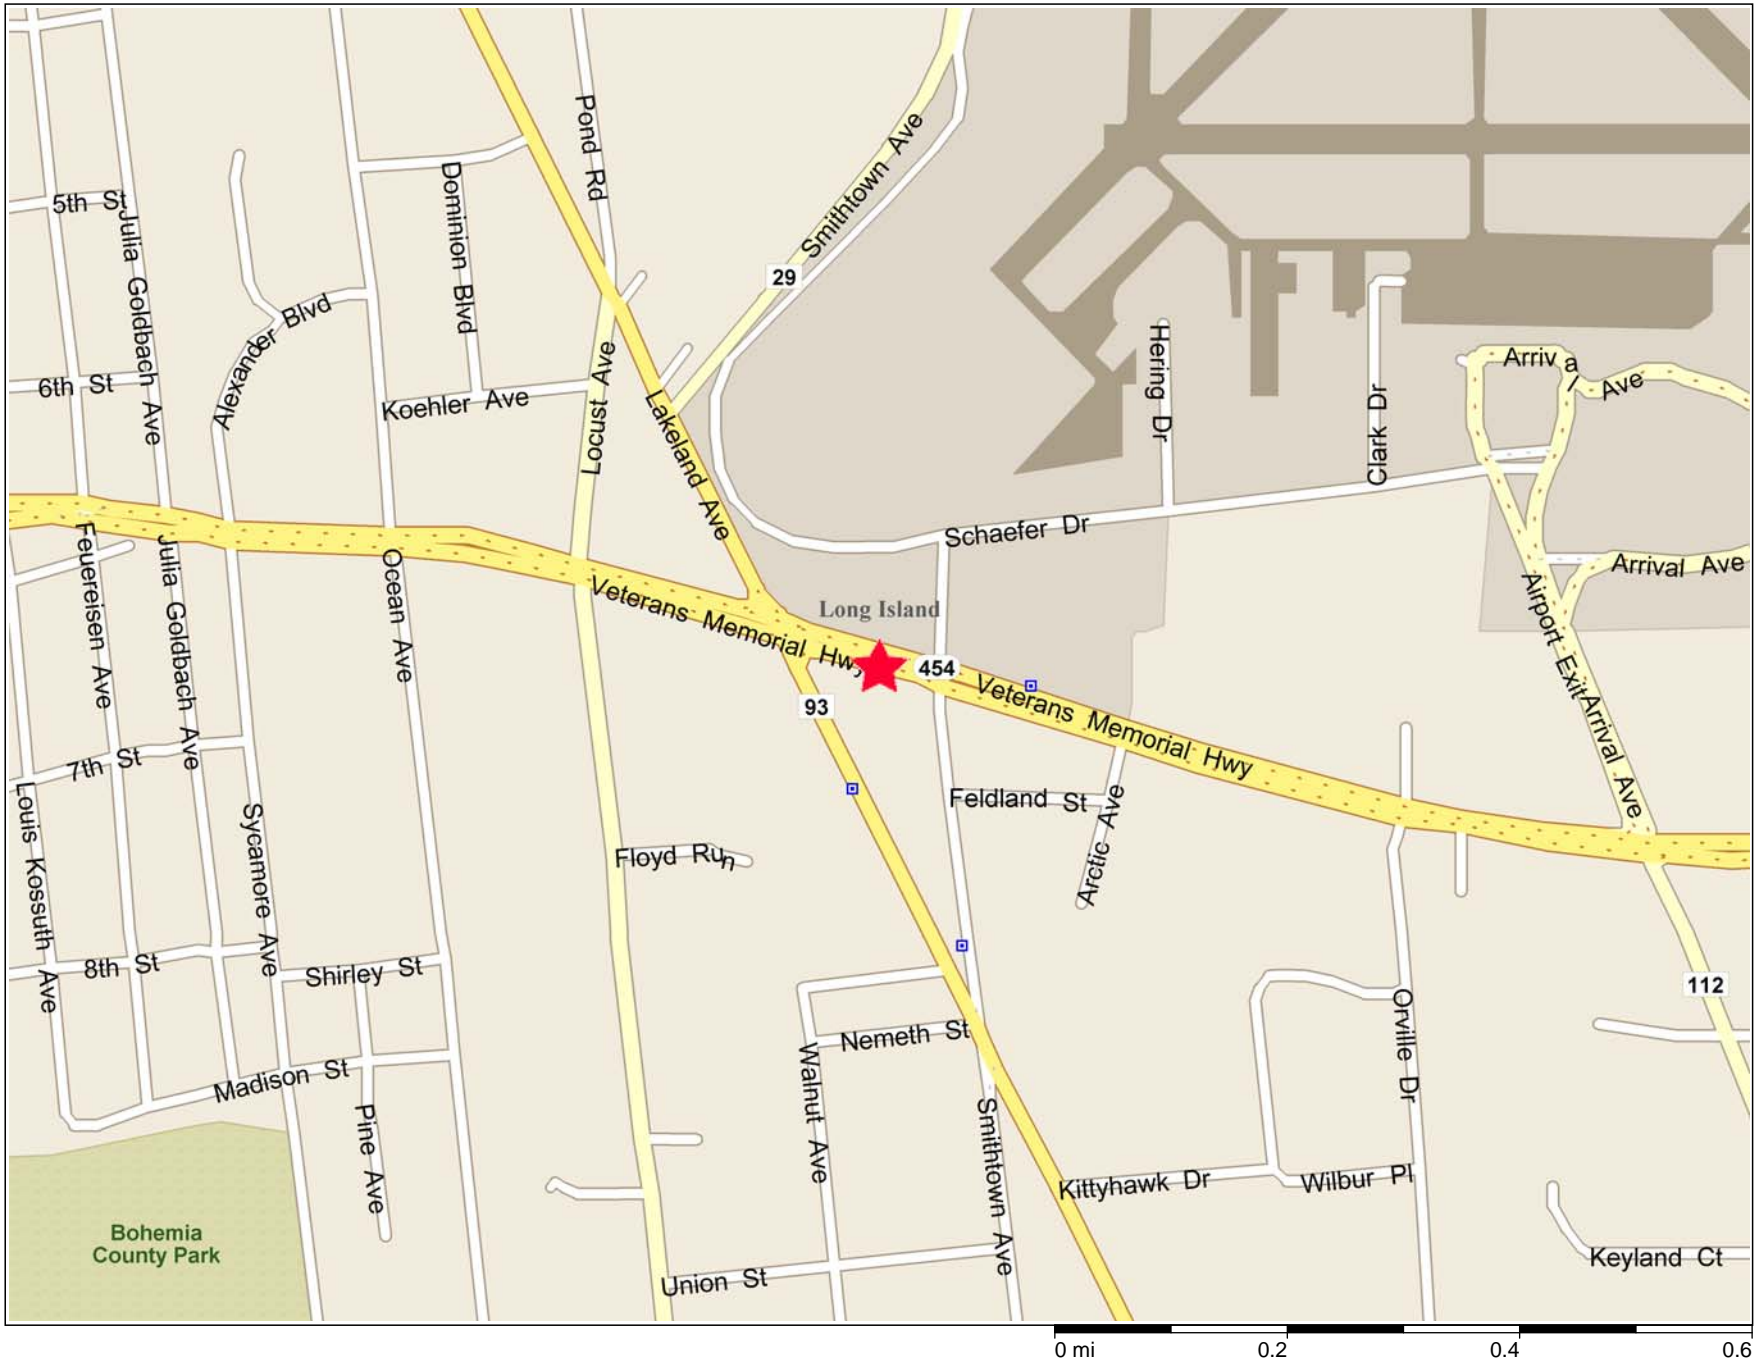 Pond Rd
Smithtown Ave
Dominion Blvd
5th St
Julia Goldbach Ave
29
Alexander Blvd
Hering Dr
Arrival Ave
6th St
Koehler Ave
Locust Ave
Lakeland Ave
Clark Dr
Schaefer Dr
Feuereisen Ave
Julia Goldbach Ave
Ocean Ave
Veterans Memorial Hwy
Long Island
Arrival Ave
Airport Exit
454
93
Veterans Memorial Hwy
Arrival Ave
7th St
Louis Kossuth Ave
Sycamore Ave
Feldland St
Arctic Ave
Floyd Run
8th St
Shirley St
112
Orville Dr
Nemeth St
Walnut Ave
Madison St
Pine Ave
Smithtown Ave
Kittyhawk Dr
Wilbur Pl
Bohemia
County Park
Keyland Ct
Union St
0 mi 0.2 0.4 0.6